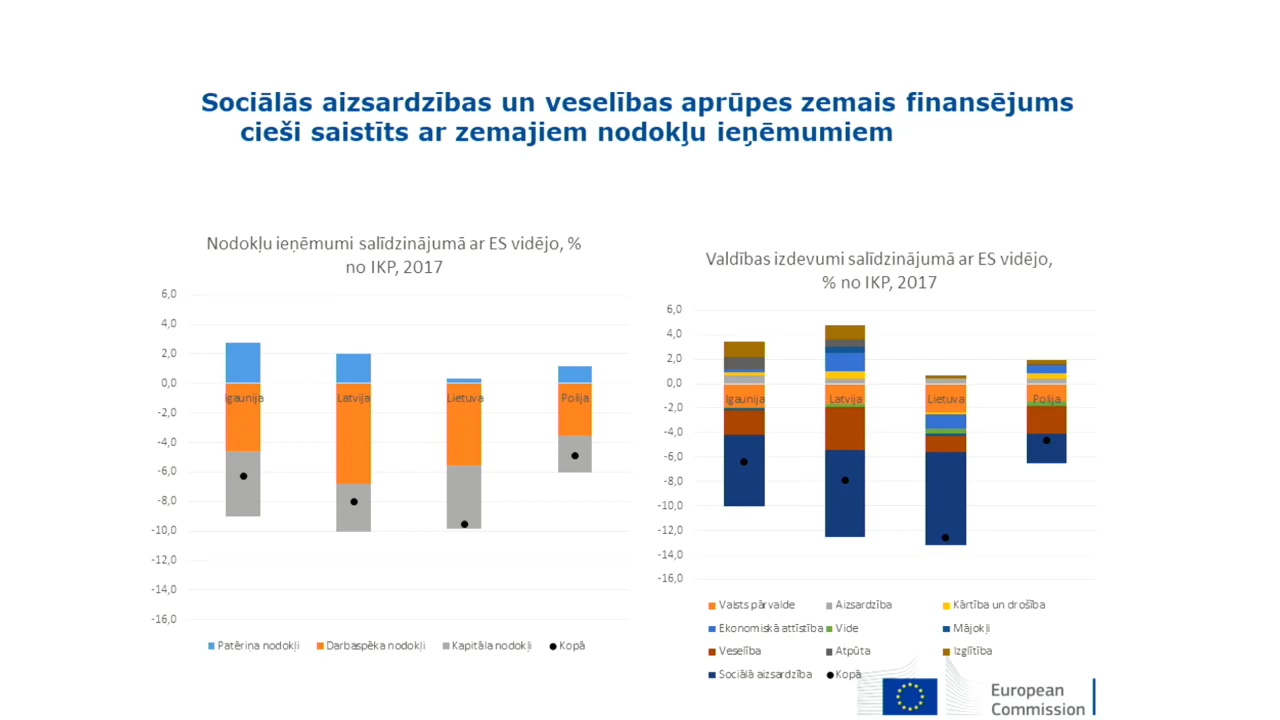 Sociālās aizsardzības un veselības aprūpes zemais finansējums
cieši saistīts ar zemajiem nodokļu ieņēmumiem
Nodokļu ieņēmumi salīdzinājumā ar ES vidējo, %
no IKP, 2017
6,0
4,0
2,0
0,0
-2,0
-4,0
-6,0
-8,0
-10,0
-12,0
-14,0
-16,0
Igaunija Latvija Lietuva Polija
Patēriņa nodokļi Darbaspēka nodokļi Kapitāla nodokļi Kopā
Valdības izdevumi salīdzinājumā ar ES vidējo,
% no IKP, 2017
6,0
4,0
2,0
0,0
-2,0
-4,0
-6,0
-8,0
-10,0
-12,0
-14,0
-16,0
Igaunija Latvija Lietuva Polija
Valsts pārvalde Aizsardzība Kārtība un drošība
Ekonomiskā attīstība Vide Mājokļi
Veselība Atpūta Izglītība
Sociālā aizsardzība Kopā
European
Commission